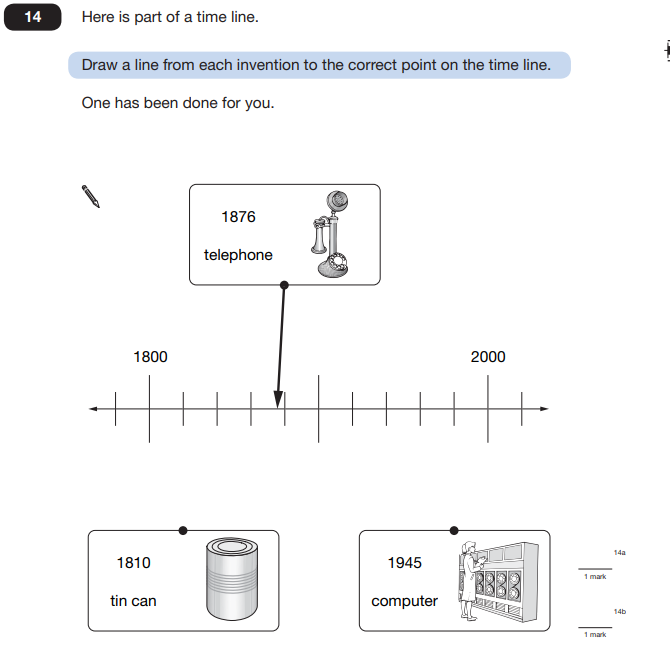 14 Here is part of a time line.
Draw a line from each invention to the correct point on the time line.
One has been done for you.
1876
telephone
1800 2000
1810
tin can
1945
computer
14a
1 mark
14b
1 mark